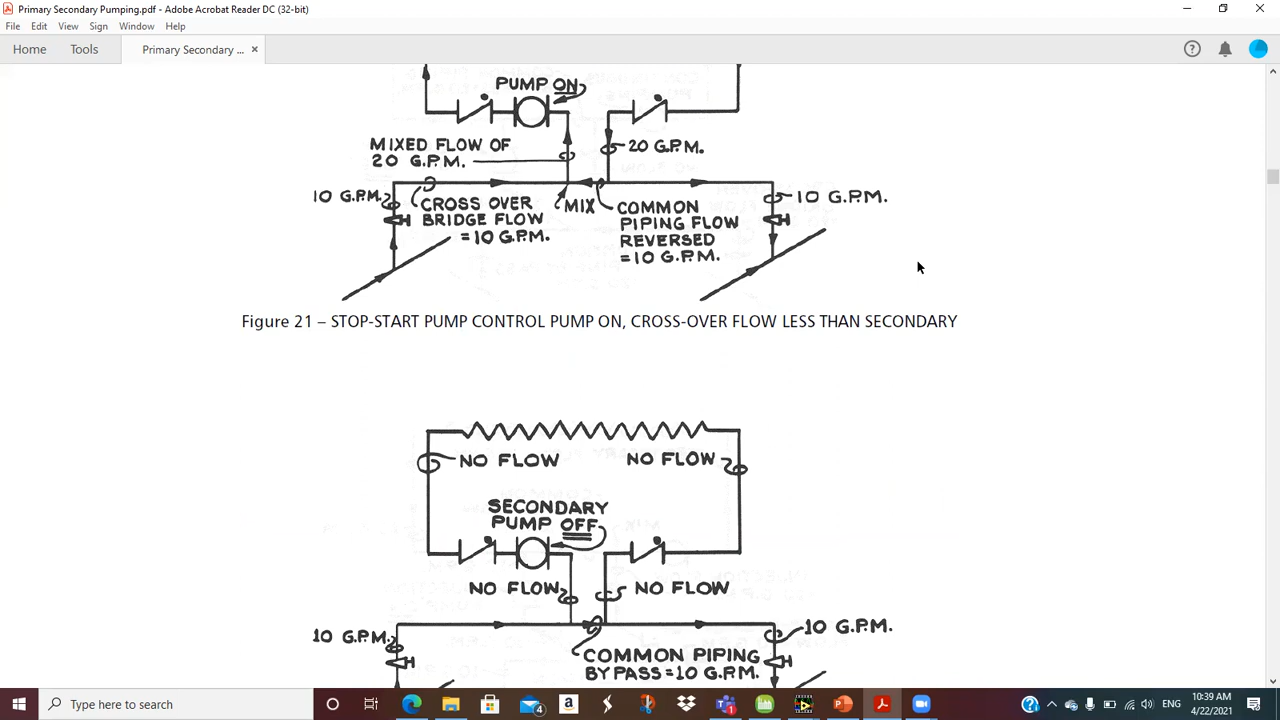 Primary Secondary Pumping.pdf - Adobe Acrobat Reader DC (32-bit)
File Edit View Sign Window Help
Home Tools Primary Secondary ... ×
PUMP ON
MIXED FLOW OF
20 G.P.M.
20 G.P.M.
10 G.P.M.
CROSS OVER
BRIDGE FLOW
=10 G.P.M.
MIX
COMMON
PIPING FLOW
REVERSED
=10 G.P.M.
10 G.P.M.
Figure 21 – STOP-START PUMP CONTROL PUMP ON, CROSS-OVER FLOW LESS THAN SECONDARY
NO FLOW
NO FLOW
SECONDARY
PUMP OFF
NO FLOW
NO FLOW
10 G.P.M.
10 G.P.M.
COMMON PIPING
BY PASS=10 G.P.M.
Type here to search
4
ENG
10:39 AM
4/22/2021